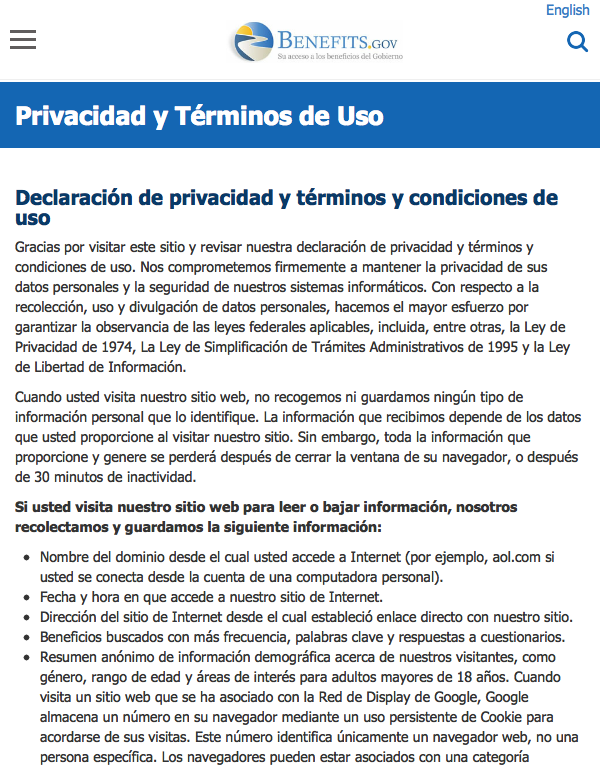 English
BENEFITS.GOV
Su acceso a los beneficios del Gobierno
Privacidad y Términos de Uso
Declaración de privacidad y términos y condiciones de
uso
Gracias por visitar este sitio y revisar nuestra declaración de privacidad y términos y
condiciones de uso. Nos comprometemos firmemente a mantener la privacidad de sus
datos personales y la seguridad de nuestros sistemas informáticos. Con respecto a la
recolección, uso y divulgación de datos personales, hacemos el mayor esfuerzo por
garantizar la observancia de las leyes federales aplicables, incluida, entre otras, la Ley de
Privacidad de 1974, La Ley de Simplificación de Trámites Administrativos de 1995 y la Ley
de Libertad de Información.
Cuando usted visita nuestro sitio web, no recogemos ni guardamos ningún tipo de
información personal que lo identifique. La información que recibimos depende de los datos
que usted proporcione al visitar nuestro sitio. Sin embargo, toda la información que
proporcione y genere se perderá después de cerrar la ventana de su navegador, o después
de 30 minutos de inactividad.
Si usted visita nuestro sitio web para leer o bajar información, nosotros
recolectamos y guardamos la siguiente información:
• Nombre del dominio desde el cual usted accede a Internet (por ejemplo, aol.com si
usted se conecta desde la cuenta de una computadora personal).
• Fecha y hora en que accede a nuestro sitio de Internet.
• Dirección del sitio de Internet desde el cual estableció enlace directo con nuestro sitio.
• Beneficios buscados con más frecuencia, palabras clave y respuestas a cuestionarios.
• Resumen anónimo de información demográfica acerca de nuestros visitantes, como
género, rango de edad y áreas de interés para adultos mayores de 18 años. Cuando
visita un sitio web que se ha asociado con la Red de Display de Google, Google
almacena un número en su navegador mediante un uso persistente de Cookie para
acordarse de sus visitas. Este número identifica únicamente un navegador web, no una
persona específica. Los navegadores pueden estar asociados con una categoría